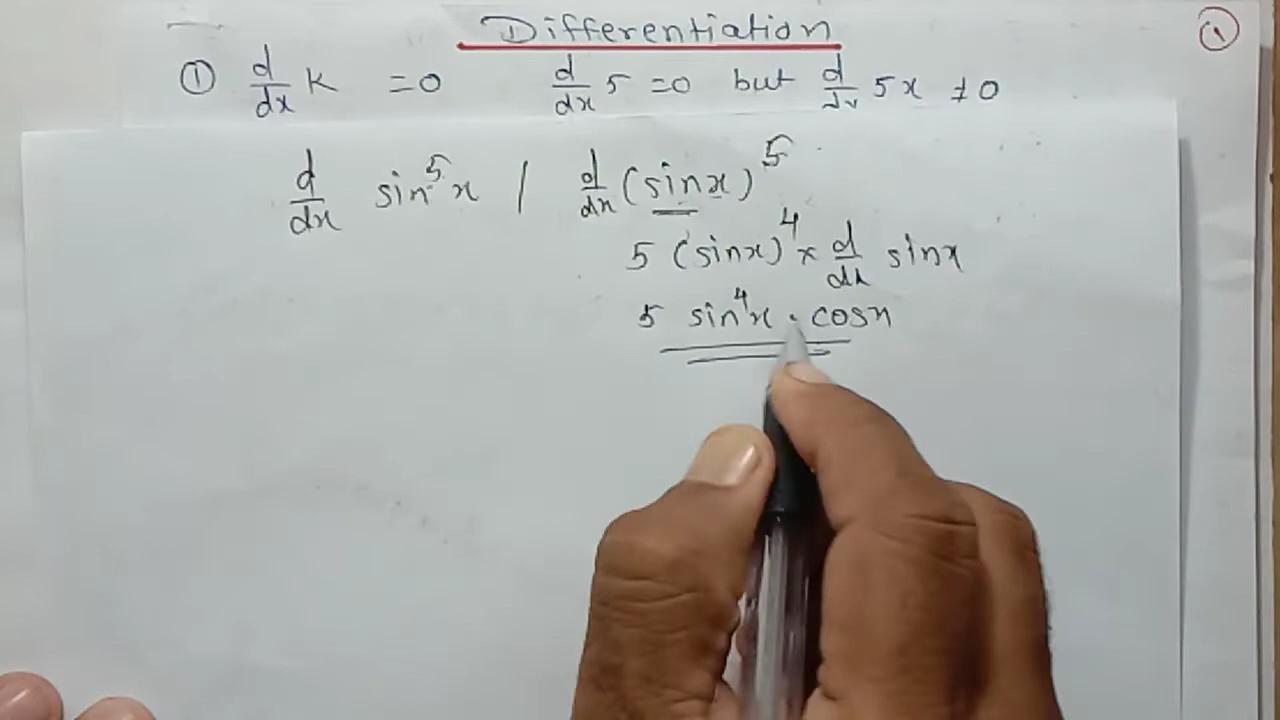 Differentiation
① d/dx K = 0 d/dx 5 = 0 but d/dx 5x ≠ 0
d/dx sin⁵x / d/dx (sinx)⁵
5 (sinx)⁴ × d/dx sinx
5 sin⁴x · cosx